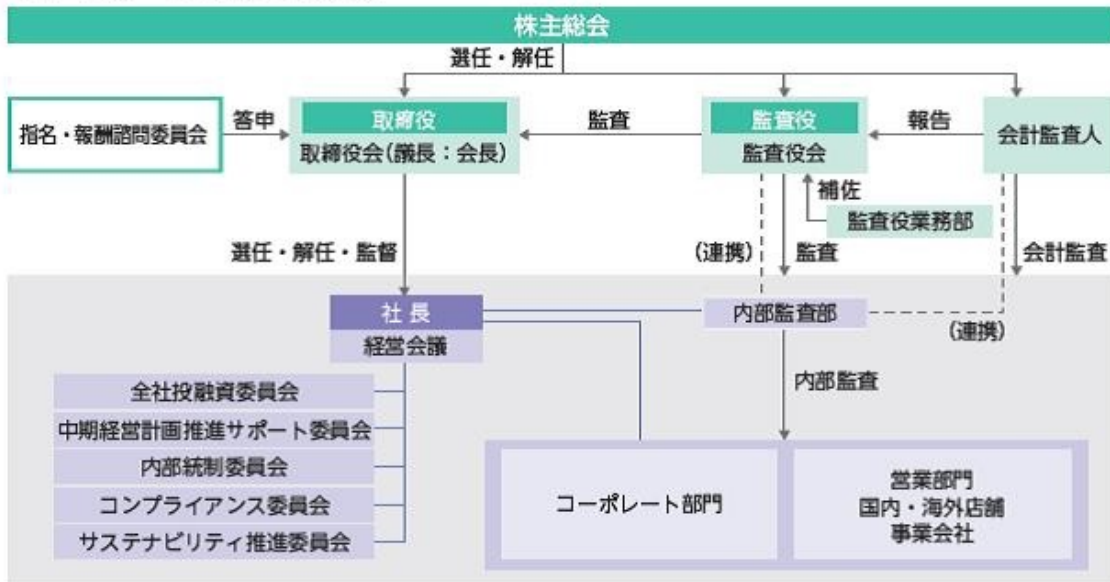 株主総会
選任・解任
指名・報酬諮問委員会
答申
取締役
取締役会(議長：会長)
監査
監査役
監査役会
報告
会計監査人
補佐
監査役業務部
選任・解任・監督
(連携)
監査
会計監査
社長
経営会議
内部監査部
(連携)
内部監査
全社投融資委員会
中期経営計画推進サポート委員会
内部統制委員会
コンプライアンス委員会
サステナビリティ推進委員会
コーポレート部門
営業部門
国内・海外店舗
事業会社